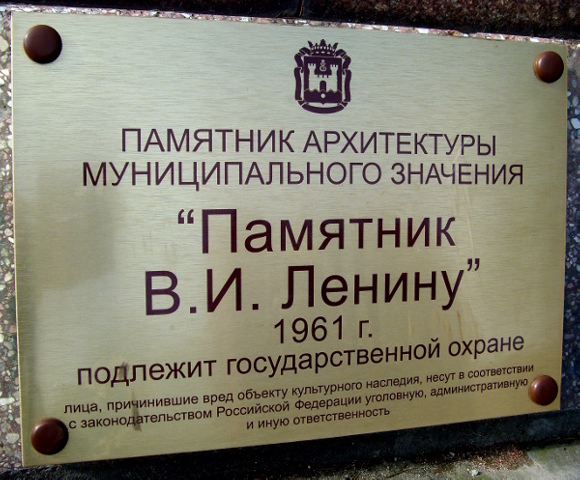 ПАМЯТНИК АРХИТЕКТУРЫ
МУНИЦИПАЛЬНОГО ЗНАЧЕНИЯ
“Памятник
В.И. Ленину”
1961 г.
подлежит государственной охране
лица, причинившие вред объекту культурного наследия, несут в соответствии
с законодательством Российской Федерации уголовную, административную
и иную ответственность